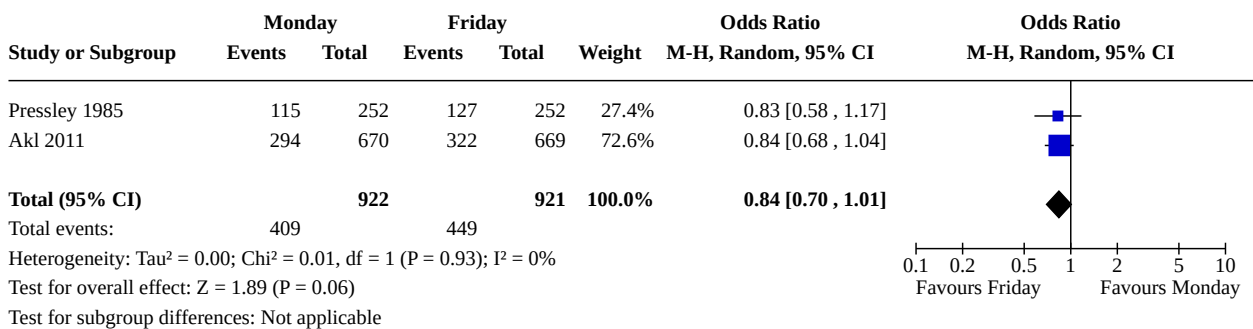 Monday Friday Odds Ratio Odds Ratio
Study or Subgroup Events Total Events Total Weight M-H, Random, 95% CI M-H, Random, 95% CI
Pressley 1985 115 252 127 252 27.4% 0.83 [0.58 , 1.17]
Akl 2011 294 670 322 669 72.6% 0.84 [0.68 , 1.04]
Total (95% CI) 922 921 100.0% 0.84 [0.70 , 1.01]
Total events: 409 449
Heterogeneity: Tau² = 0.00; Chi² = 0.01, df = 1 (P = 0.93); I² = 0%
0.1 0.2 0.5 1 2 5 10
Test for overall effect: Z = 1.89 (P = 0.06)
Favours Friday Favours Monday
Test for subgroup differences: Not applicable